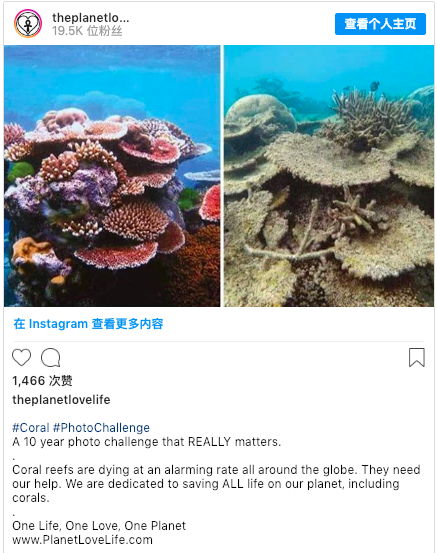 theplanetlo...
19.5K 位粉丝
查看个人主页
在 Instagram 查看更多内容
1,466 次赞
theplanetlovelife
#Coral #PhotoChallenge
A 10 year photo challenge that REALLY matters.
.
Coral reefs are dying at an alarming rate all around the globe. They need
our help. We are dedicated to saving ALL life on our planet, including
corals.
.
One Life, One Love, One Planet
www.PlanetLoveLife.com